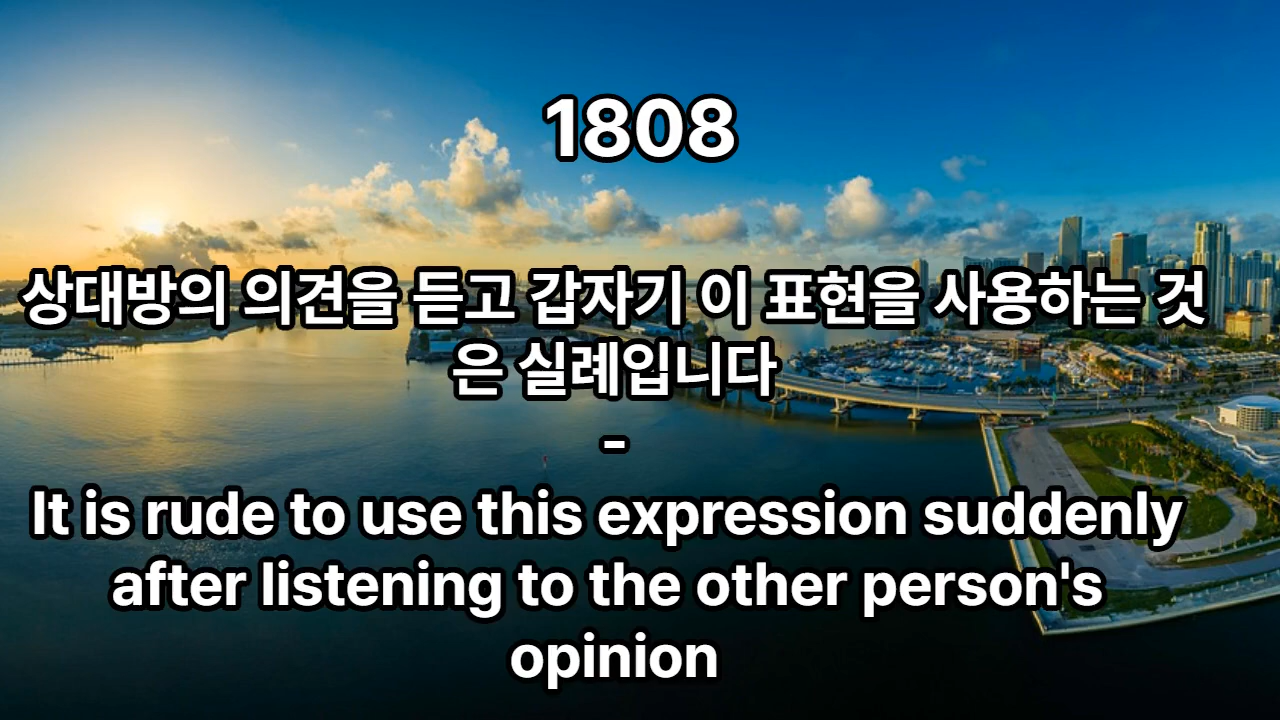 1808
상대방의 의견을 듣고 갑자기 이 표현을 사용하는 것
은 실례입니다
-
It is rude to use this expression suddenly
after listening to the other person's
opinion